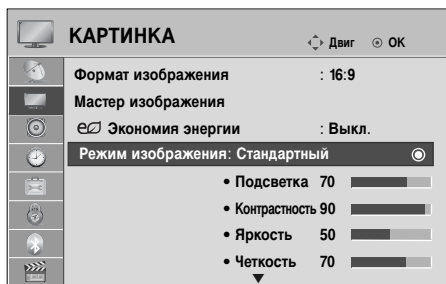 КАРТИНКА Двиг ОК
Формат изображения : 16:9
Мастер изображения
Экономия энергии : Выкл.
Режим изображения: Стандартный
• Подсветка 70
• Контрастность 90
• Яркость 50
• Четкость 70